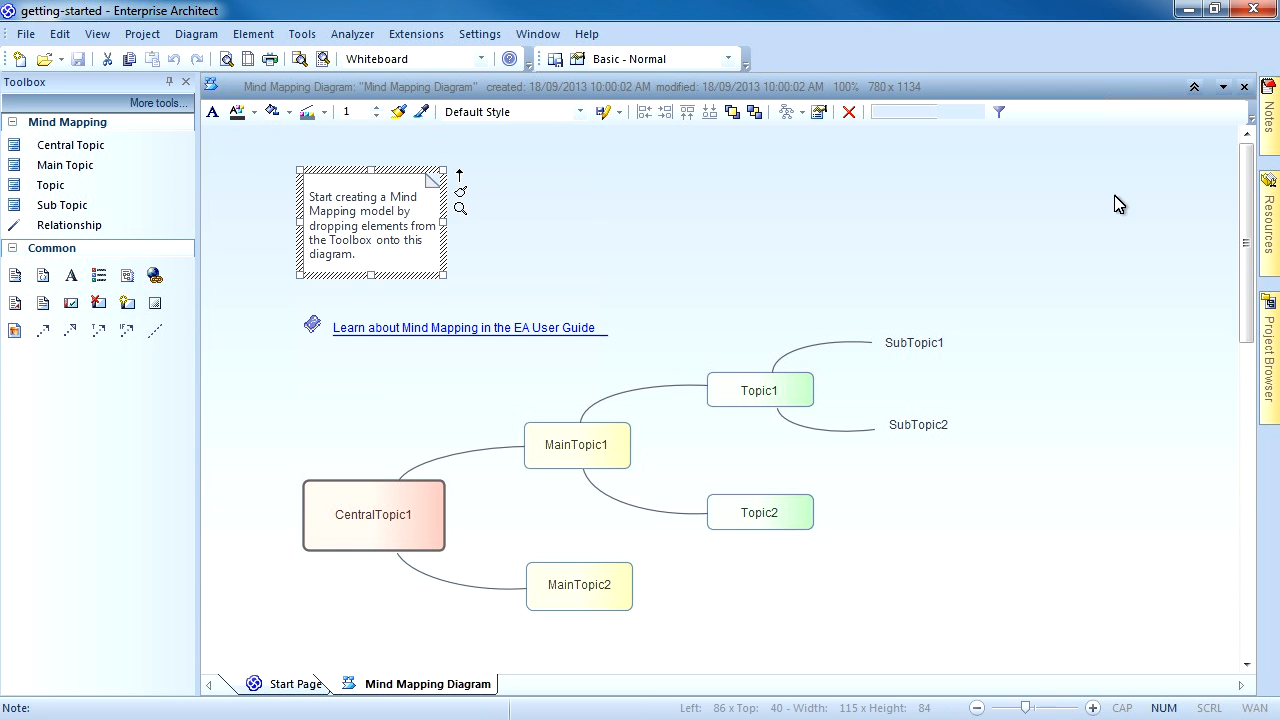 getting-started - Enterprise Architect
File Edit View Project Diagram Element Tools Analyzer Extensions Settings Window Help
Whiteboard
Basic - Normal
Toolbox
Mind Mapping Diagram: "Mind Mapping Diagram" created: 18/09/2013 10:00:02 AM modified: 18/09/2013 10:00:02 AM 100% 780 x 1134
More tools...
1
Default Style
Mind Mapping
Central Topic
Main Topic
Topic
Sub Topic
Relationship
Common
Start creating a Mind
Mapping model by
dropping elements from
the Toolbox onto this
diagram.
Learn about Mind Mapping in the EA User Guide
SubTopic1
Topic1
SubTopic2
MainTopic1
CentralTopic1
Topic2
MainTopic2
Notes
Resources
Project Browser
Start Page
Mind Mapping Diagram
Note:
Left: 86 x Top: 40 - Width: 115 x Height: 84
CAP NUM SCRL WAN